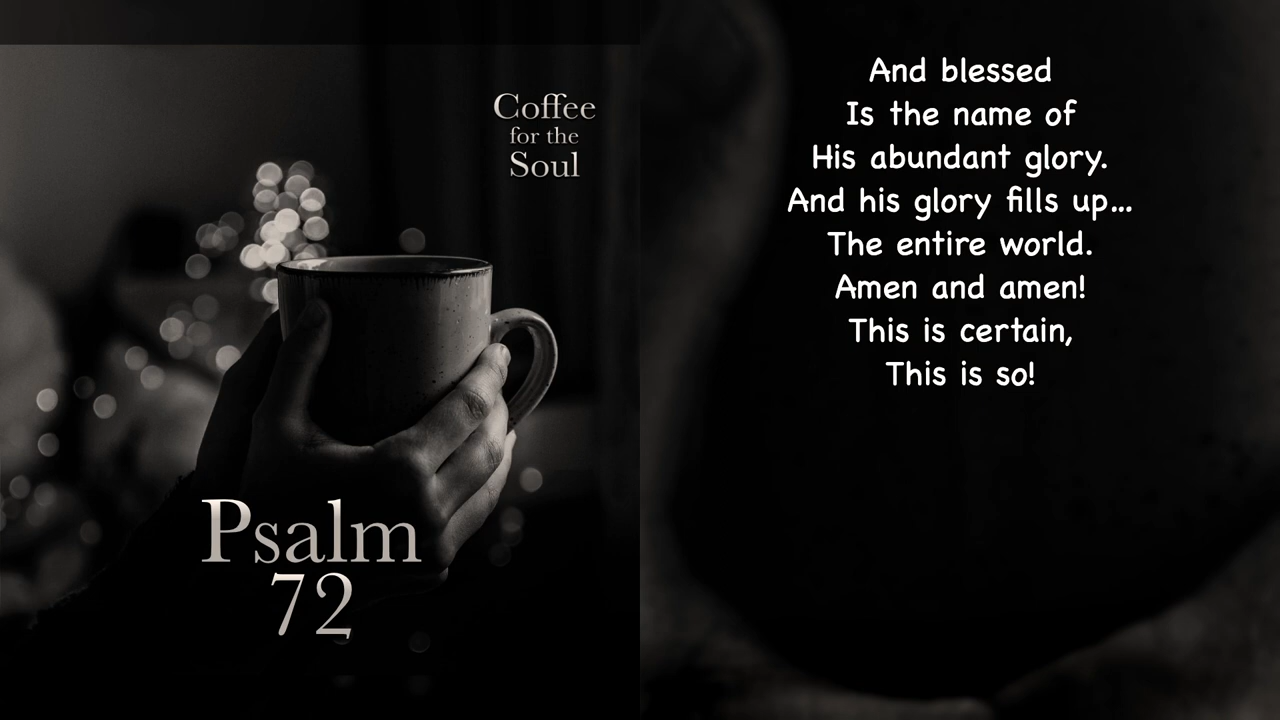 Coffee
for the
Soul
Psalm
72
And blessed
Is the name of
His abundant glory.
And his glory fills up...
The entire world.
Amen and amen!
This is certain,
This is so!